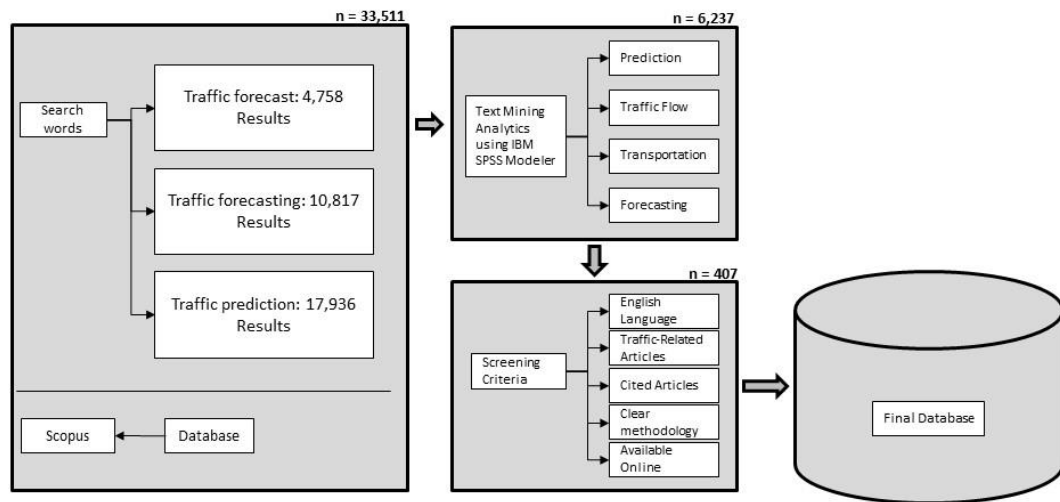 n = 33,511
Search
words
Traffic forecast: 4,758
Results
Traffic forecasting: 10,817
Results
Traffic prediction: 17,936
Results
Scopus
Database
n = 6,237
Text Mining
Analytics
using IBM
SPSS Modeler
Prediction
Traffic Flow
Transportation
Forecasting
n = 407
Screening
Criteria
English
Language
Traffic-Related
Articles
Cited Articles
Clear
methodology
Available
Online
Final Database